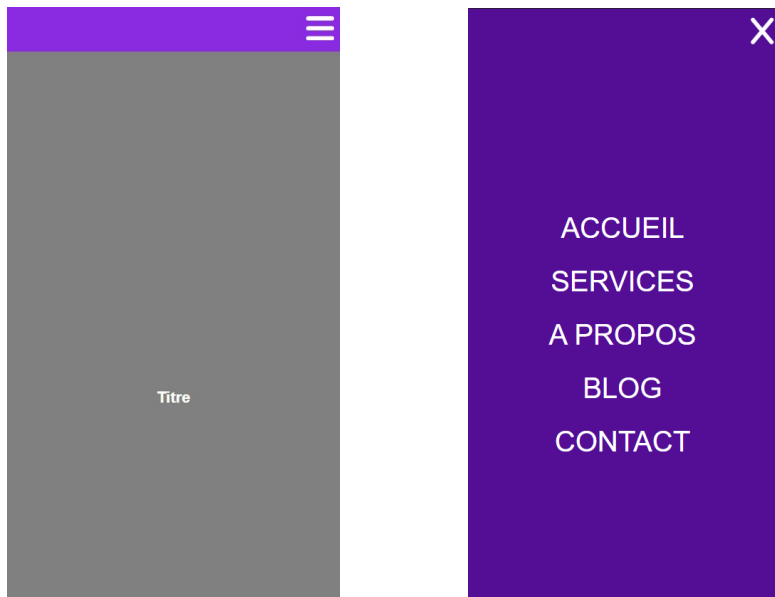 Titre
ACCUEIL
SERVICES
A PROPOS
BLOG
CONTACT